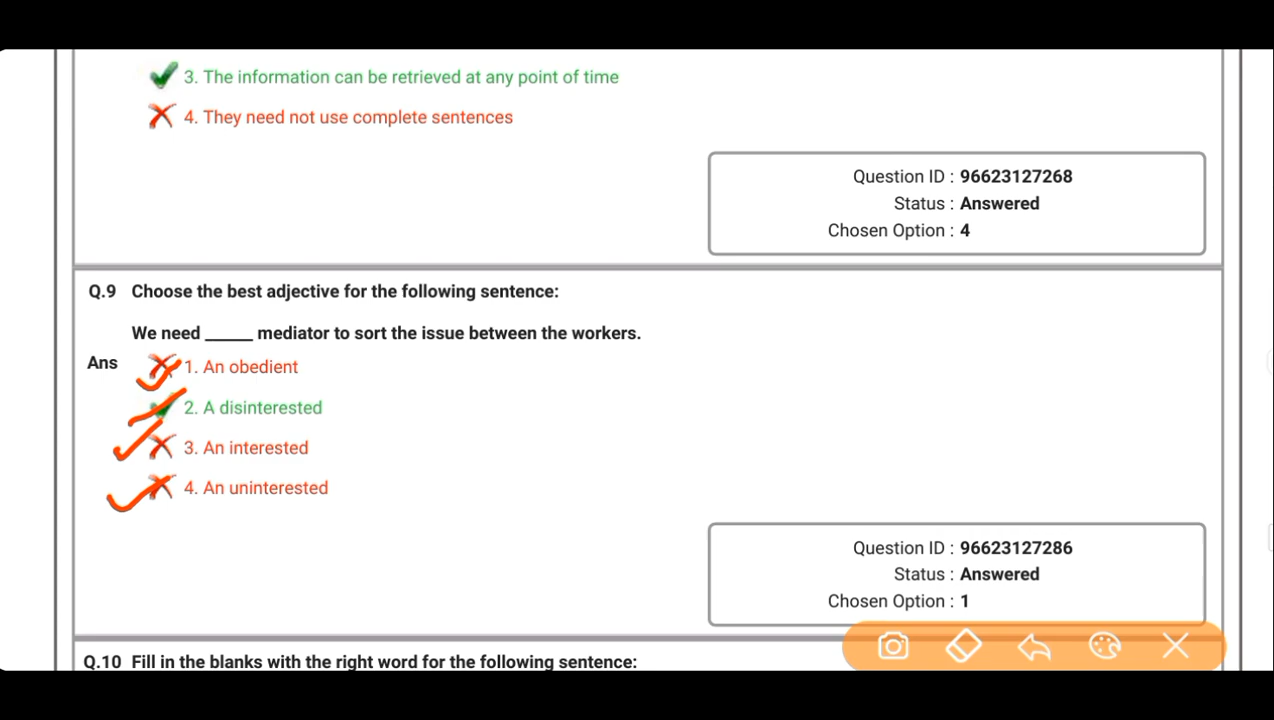 3. The information can be retrieved at any point of time
4. They need not use complete sentences
Question ID : 96623127268
Status : Answered
Chosen Option : 4
Q.9 Choose the best adjective for the following sentence:
We need _____ mediator to sort the issue between the workers.
Ans 1. An obedient
2. A disinterested
3. An interested
4. An uninterested
Question ID : 96623127286
Status : Answered
Chosen Option : 1
Q.10 Fill in the blanks with the right word for the following sentence: